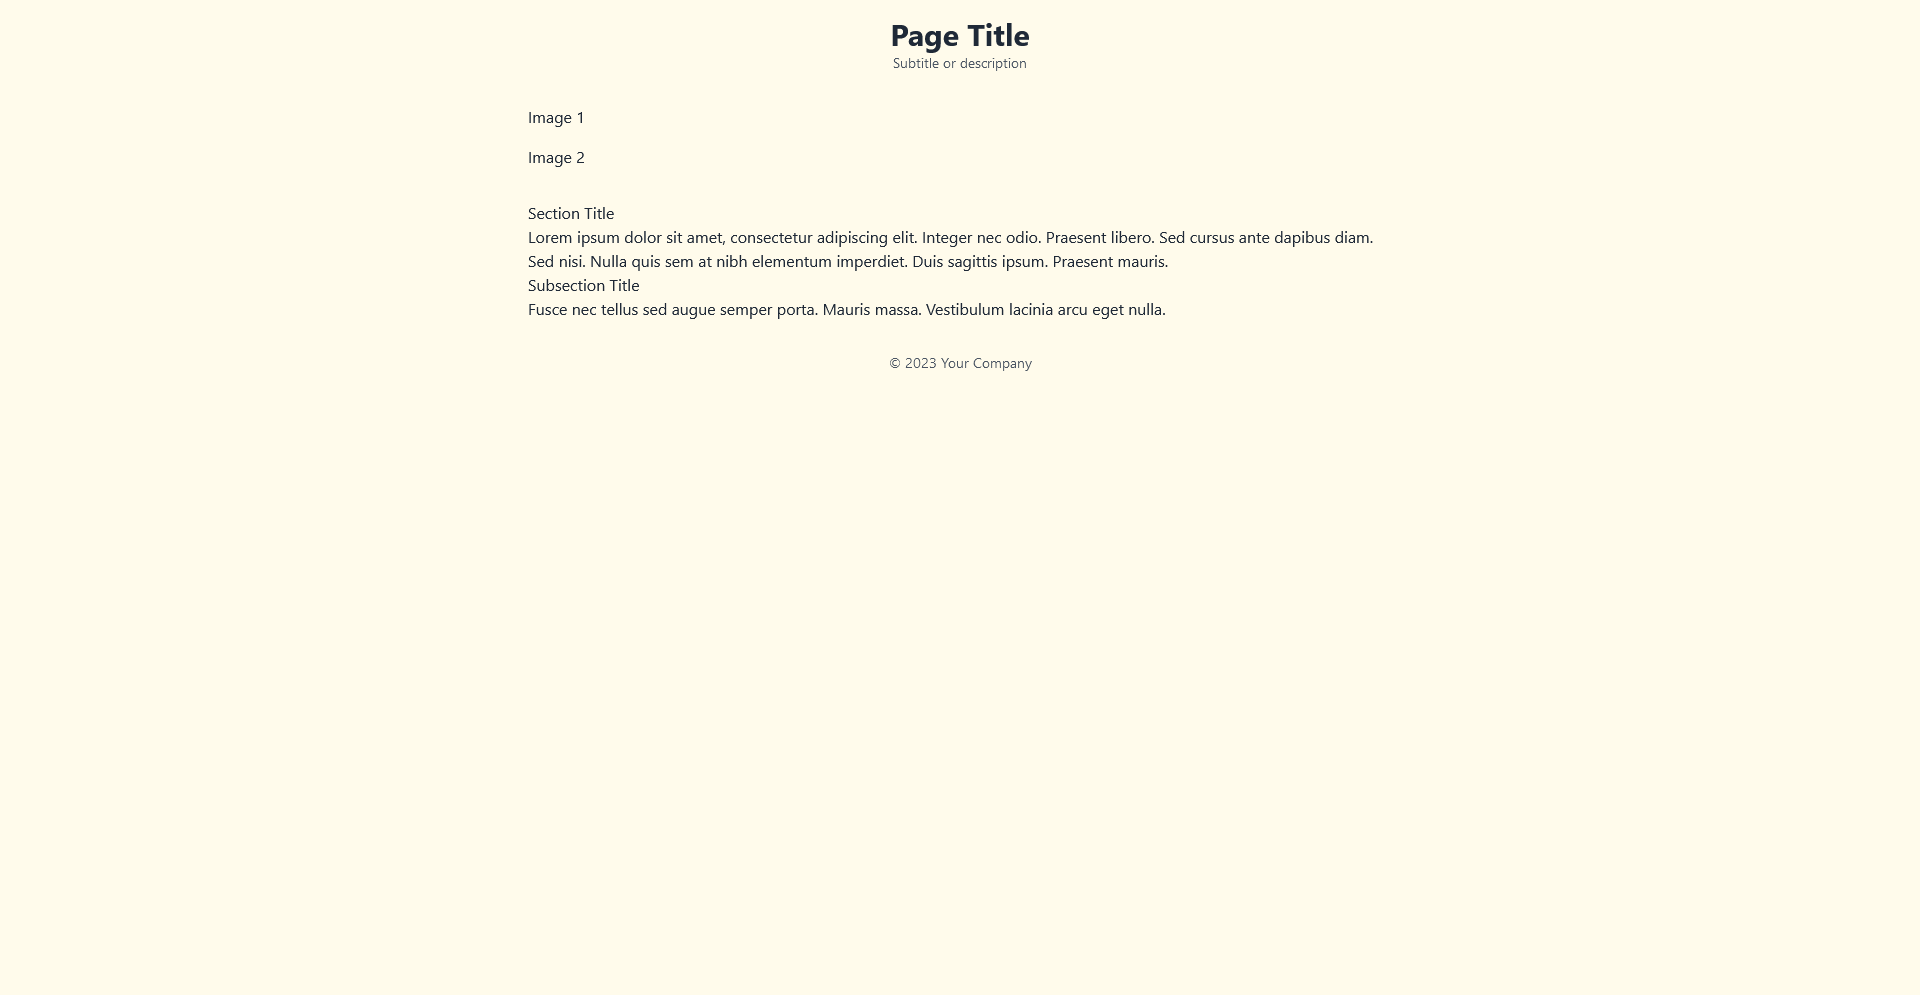 Page Title
Subtitle or description
Image 1
Image 2
Section Title
Lorem ipsum dolor sit amet, consectetur adipiscing elit. Integer nec odio. Praesent libero. Sed cursus ante dapibus diam.
Sed nisi. Nulla quis sem at nibh elementum imperdiet. Duis sagittis ipsum. Praesent mauris.
Subsection Title
Fusce nec tellus sed augue semper porta. Mauris massa. Vestibulum lacinia arcu eget nulla.
© 2023 Your Company